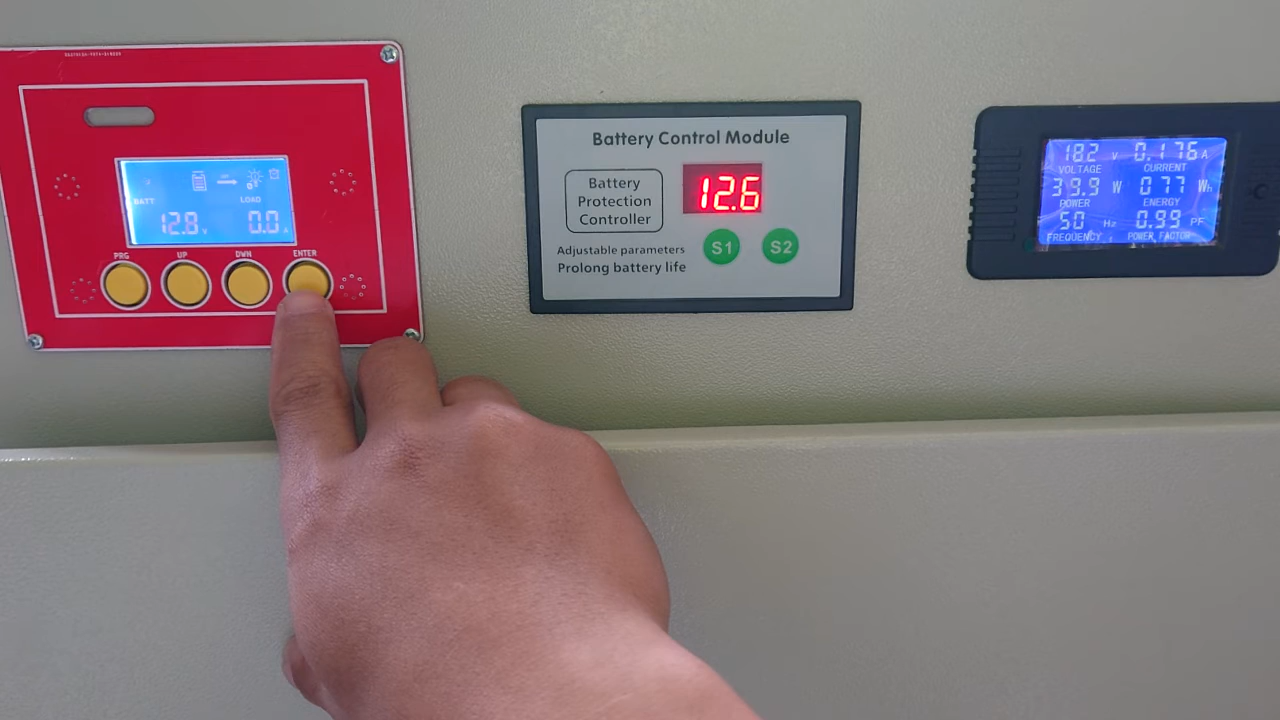 BATT
LOAD
12.8 V
0.0 A
PRG
UP
DWH
ENTER
Battery Control Module
Battery
Protection
Controller
12.6
Adjustable parameters
Prolong battery life
S1
S2
182 V 0.176 A
VOLTAGE CURRENT
39.9 W 0.77 Wh
POWER ENERGY
50 Hz 0.99 PF
FREQUENCY POWER FACTOR